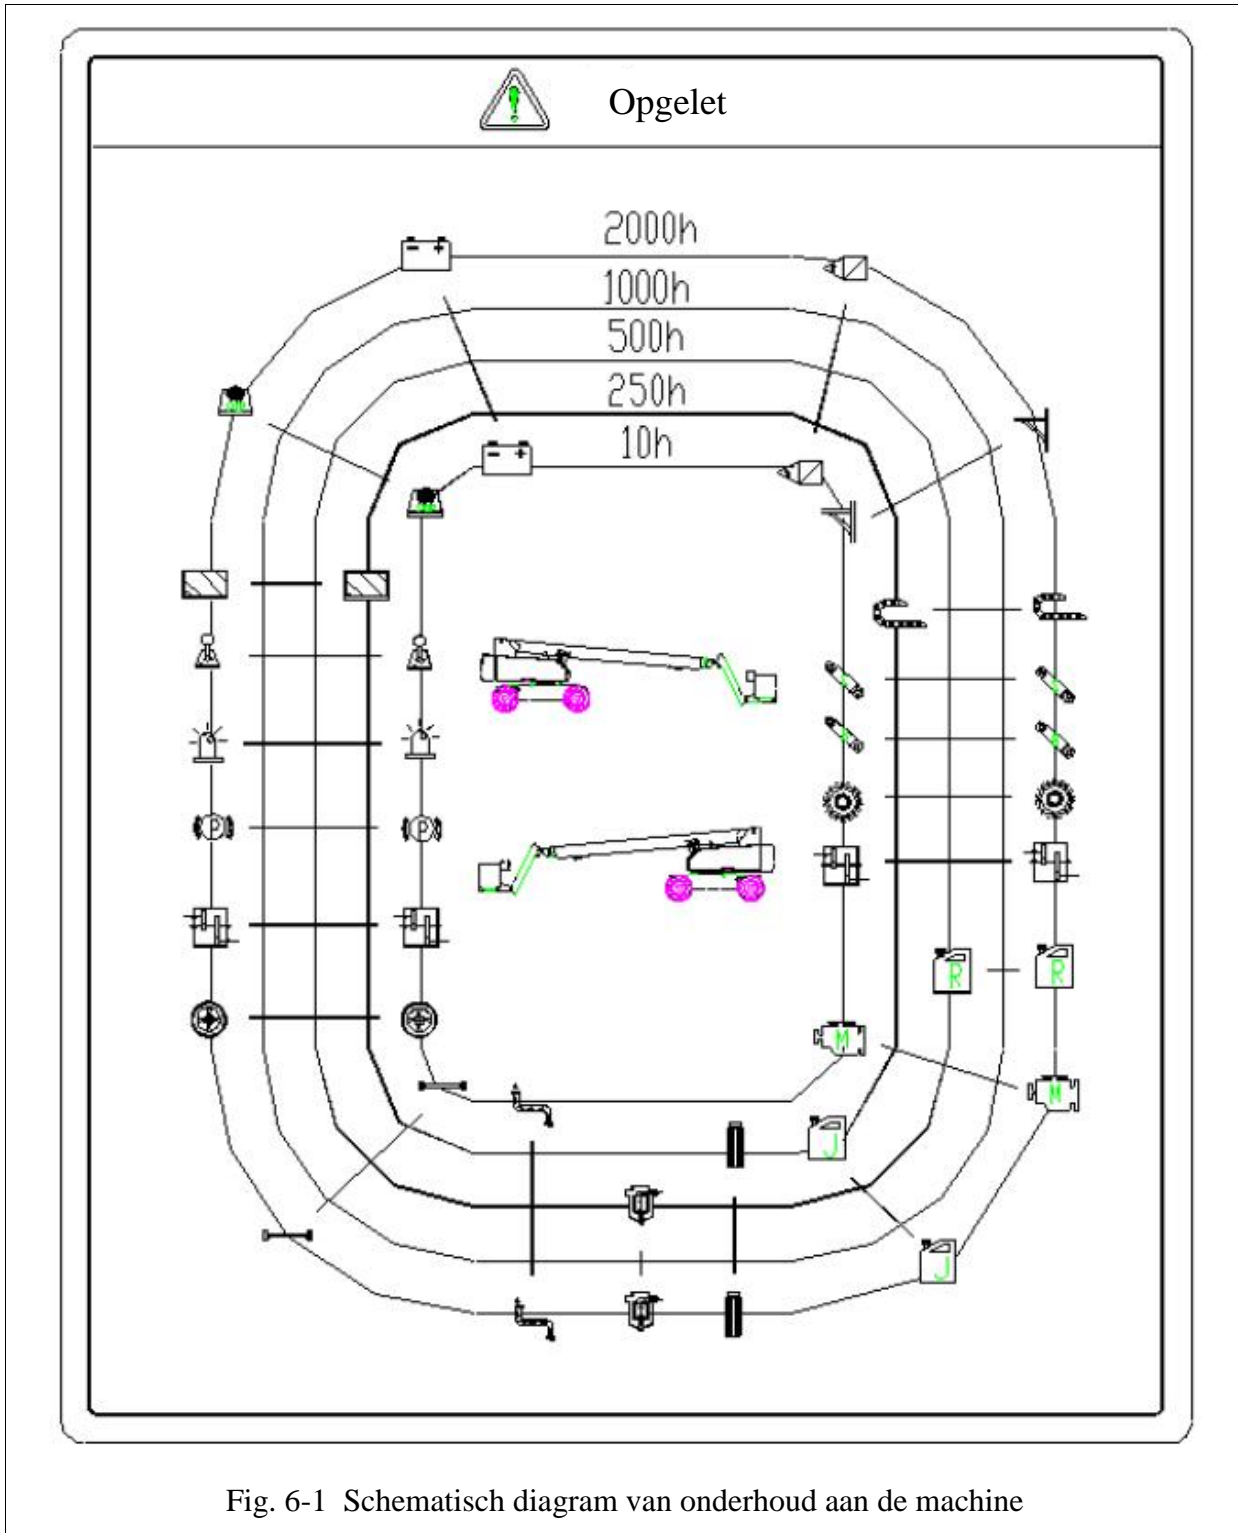 Opgelet
2000h
1000h
500h
250h
10h
P P
R R
M
M
J
J
Fig. 6-1 Schematisch diagram van onderhoud aan de machine